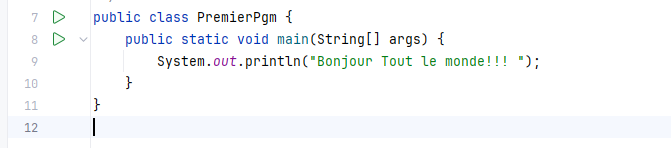 7 public class PremierPgm {
8 public static void main(String[] args) {
9 System.out.println("Bonjour Tout le monde!!! ");
10 }
11 }
12